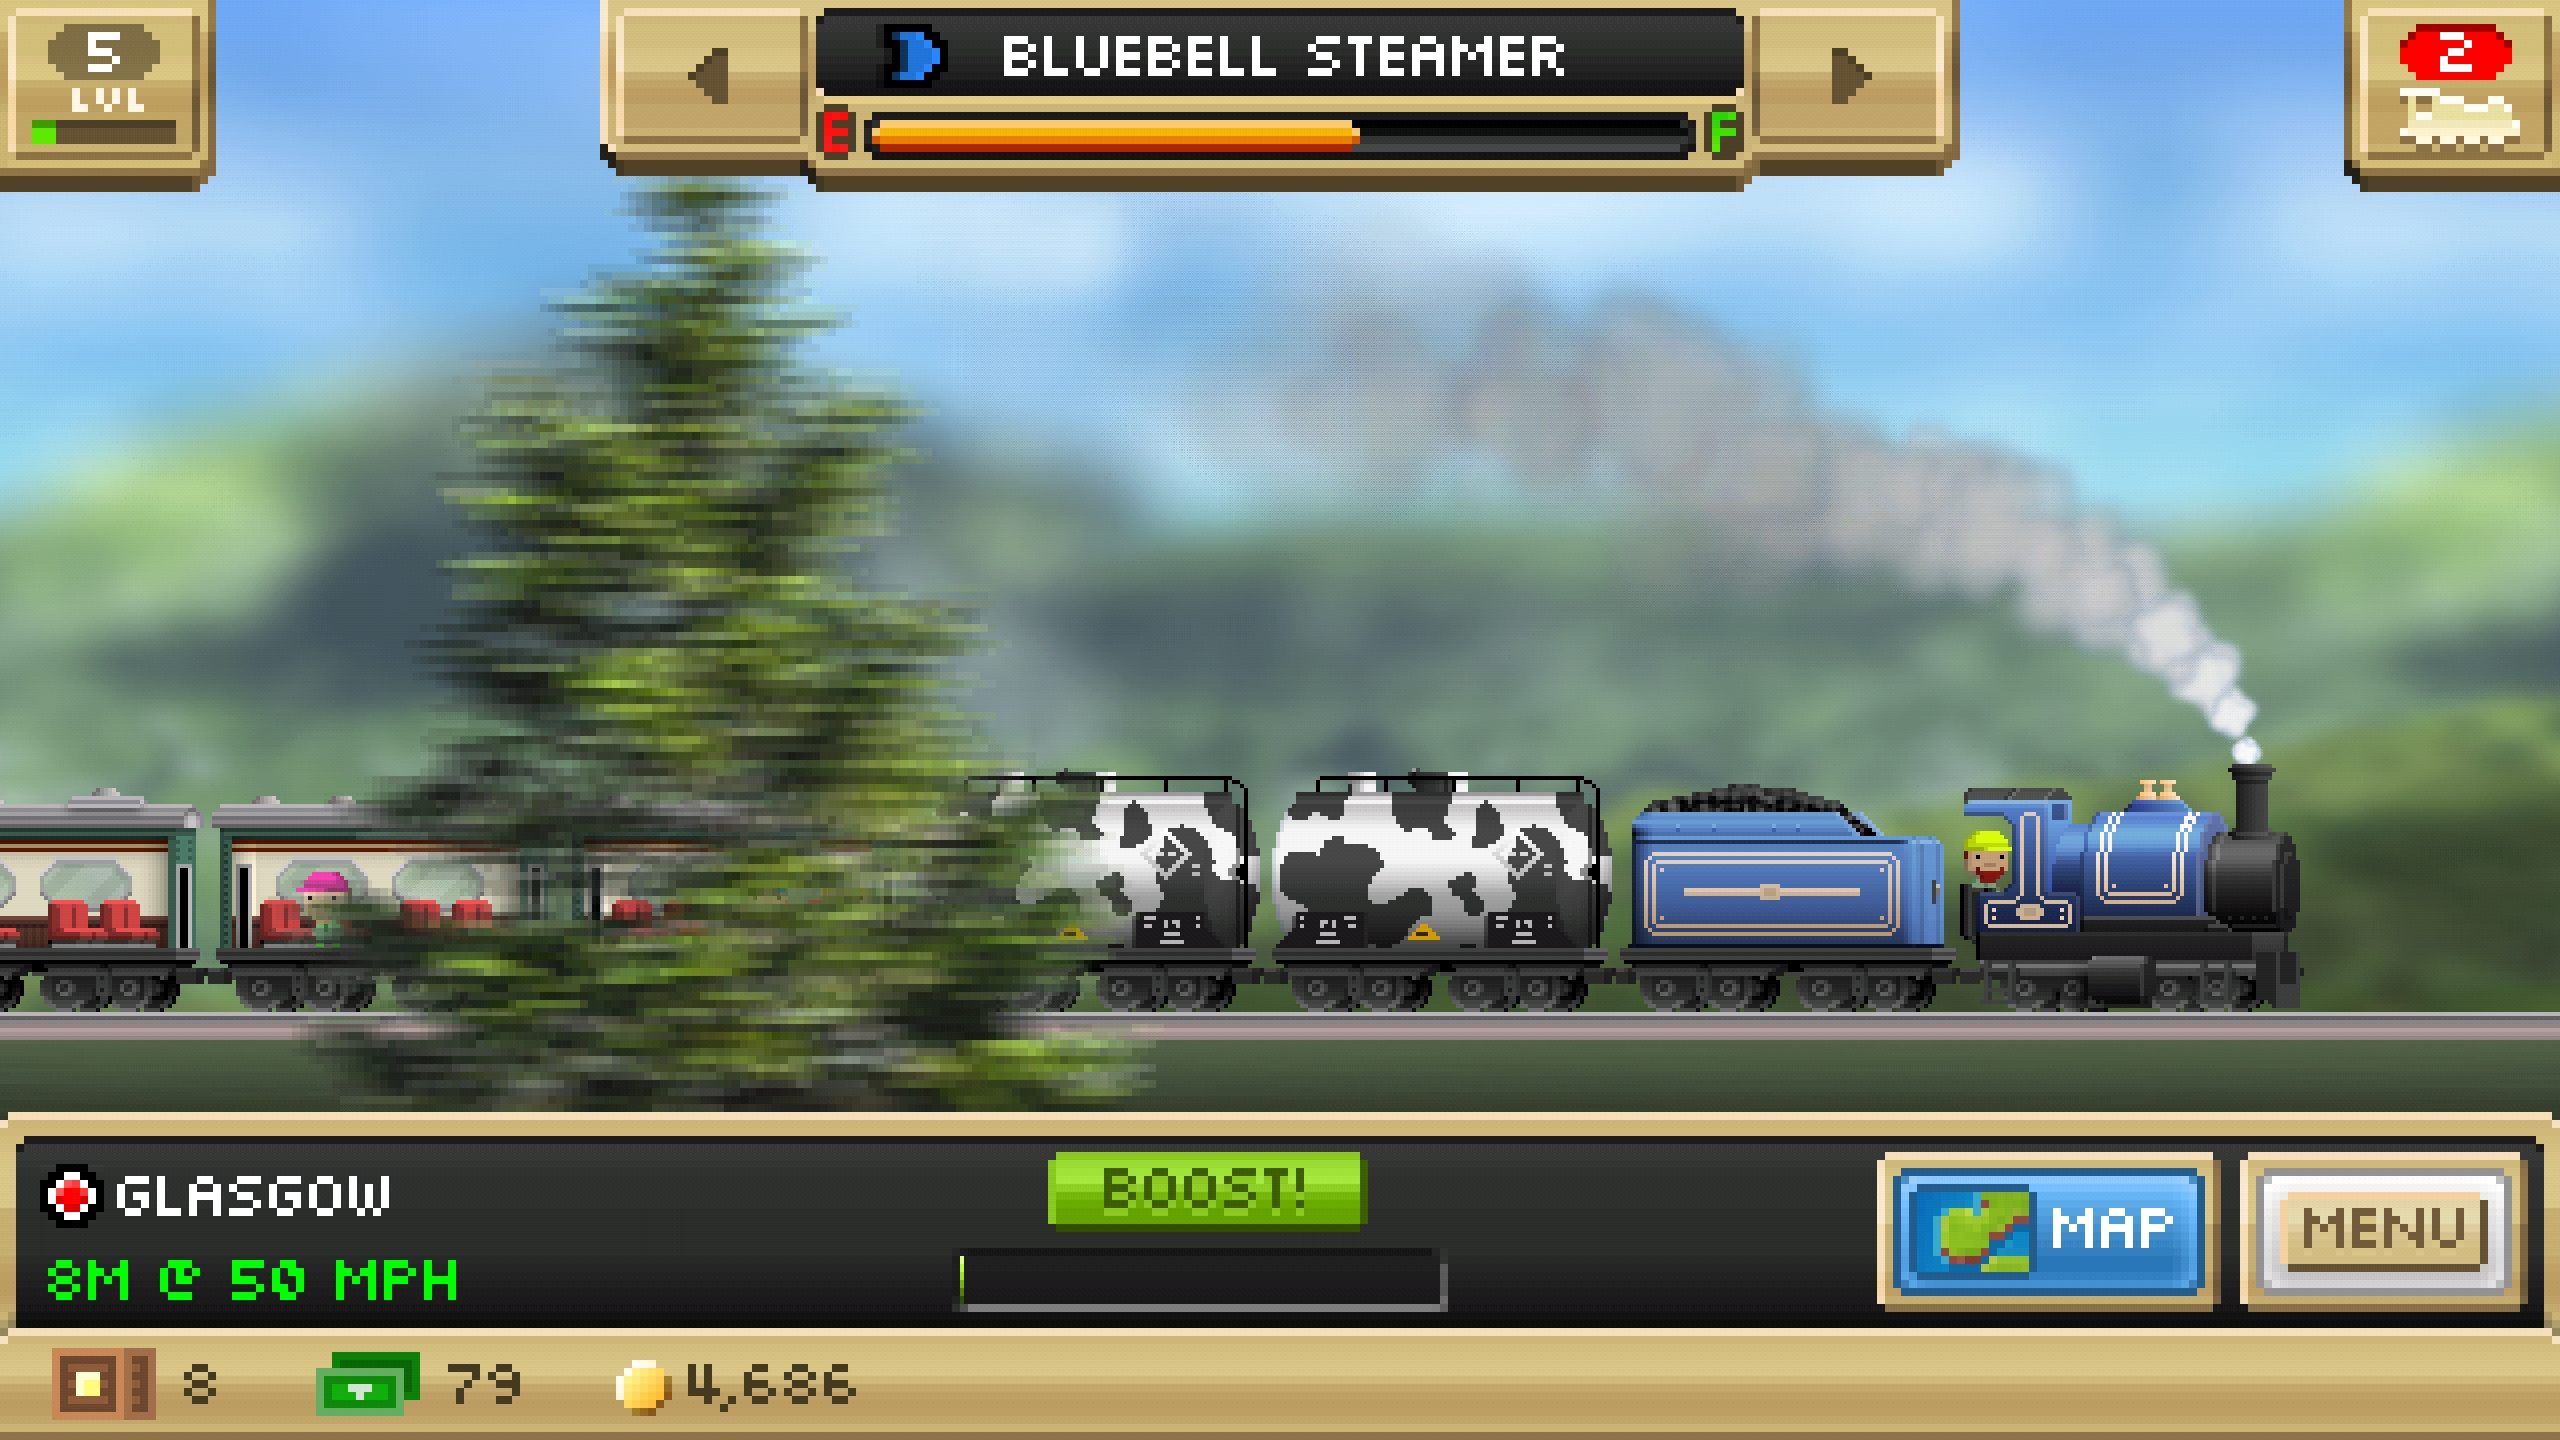 5
LVL
BLUEBELL STEAMER
E
F
2
GLASGOW
8M @ 50 MPH
BOOST!
MAP
MENU
8
79
4,686